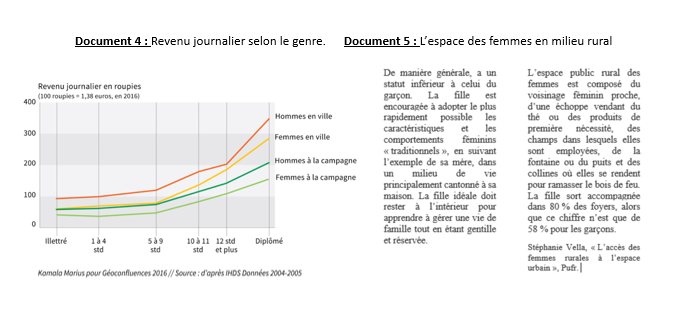 Document 4 : Revenu journalier selon le genre. Document 5 : L'espace des femmes en milieu rural
Revenu journalier en roupies
(100 roupies = 1,38 euros, en 2016)
400
300
200
100
0
Hommes en ville
Femmes en ville
Hommes à la campagne
Femmes à la campagne
Illettré
1 à 4
std
5 à 9
std
10 à 11
std
12 std
et plus
Diplômé
Kamala Marius pour Géoconfluences 2016 // Source : d'après IHDS Données 2004-2005
De manière générale, a un
statut inférieur à celui du
garçon. La fille est
encouragée à adopter le plus
rapidement possible les
caractéristiques et les
comportements féminins
« traditionnels », en suivant
l'exemple de sa mère, dans
un milieu de vie
principalement cantonné à sa
maison. La fille idéale doit
rester à l'intérieur pour
apprendre à gérer une vie de
famille tout en étant gentille
et réservée.
L'espace public rural des
femmes est composé du
voisinage féminin proche,
d'une échoppe vendant du
thé ou des produits de
première nécessité, des
champs dans lesquels elles
sont employées, de la
fontaine ou du puits et des
collines où elles se rendent
pour ramasser le bois de feu.
La fille sort accompagnée
dans 80 % des foyers, alors
que ce chiffre n'est que de
58 % pour les garçons.
Stéphanie Vella, « L'accès des
femmes rurales à l'espace
urbain », Pufr.